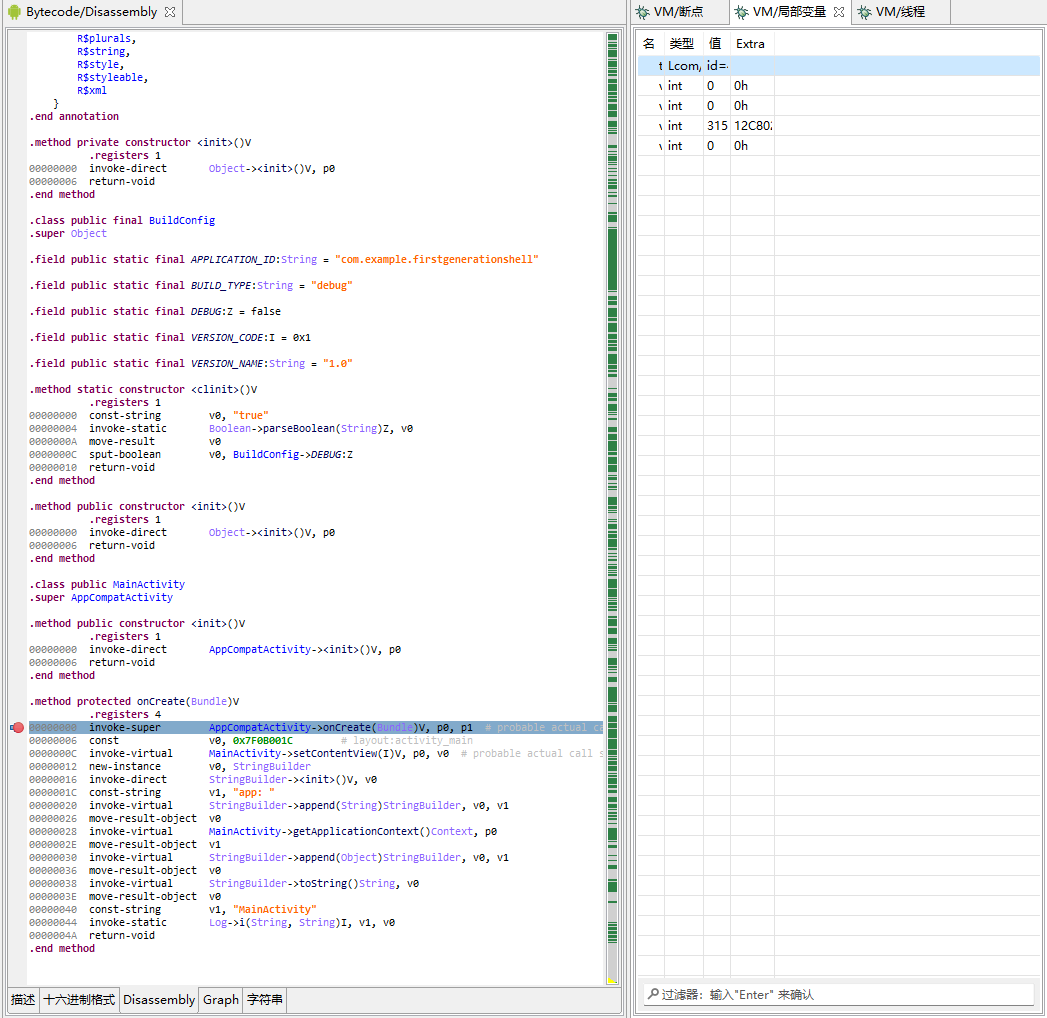 Bytecode/Disassembly
R$plurals,
R$string,
R$style,
R$styleable,
R$xml
}
.end annotation
.method private constructor <init>()V
.registers 1
00000000 invoke-direct Object-><init>()V, p0
00000006 return-void
.end method
.class public final BuildConfig
.super Object
.field public static final APPLICATION_ID:String = "com.example.firstgenerationshell"
.field public static final BUILD_TYPE:String = "debug"
.field public static final DEBUG:Z = false
.field public static final VERSION_CODE:I = 0x1
.field public static final VERSION_NAME:String = "1.0"
.method static constructor <clinit>()V
.registers 1
00000000 const-string v0, "true"
00000004 invoke-static Boolean->parseBoolean(String)Z, v0
0000000A move-result v0
0000000C sput-boolean v0, BuildConfig->DEBUG:Z
00000010 return-void
.end method
.method public constructor <init>()V
.registers 1
00000000 invoke-direct Object-><init>()V, p0
00000006 return-void
.end method
.class public MainActivity
.super AppCompatActivity
.method public constructor <init>()V
.registers 1
00000000 invoke-direct AppCompatActivity-><init>()V, p0
00000006 return-void
.end method
.method protected onCreate(Bundle)V
.registers 4
00000000 invoke-super AppCompatActivity->onCreate(Bundle)V, p0, p1 # probable actual ca
00000006 const v0, 0x7F0B001C # layout:activity_main
0000000C invoke-virtual MainActivity->setContentView(I)V, p0, v0 # probable actual call s
00000012 new-instance v0, StringBuilder
00000016 invoke-direct StringBuilder-><init>()V, v0
0000001C const-string v1, "app: "
00000020 invoke-virtual StringBuilder->append(String)StringBuilder, v0, v1
00000026 move-result-object v0
00000028 invoke-virtual MainActivity->getApplicationContext()Context, p0
0000002E move-result-object v1
00000030 invoke-virtual StringBuilder->append(Object)StringBuilder, v0, v1
00000036 move-result-object v0
00000038 invoke-virtual StringBuilder->toString()String, v0
0000003E move-result-object v0
00000040 const-string v1, "MainActivity"
00000044 invoke-static Log->i(String, String)I, v1, v0
0000004A return-void
.end method
描述 十六进制格式 Disassembly Graph 字符串
VM/断点 VM/局部变量 VM/线程
名 类型 值 Extra
t Lcom, id=
int 0 0h
int 0 0h
int 315 12C80
int 0 0h
过滤器：输入"Enter" 来确认